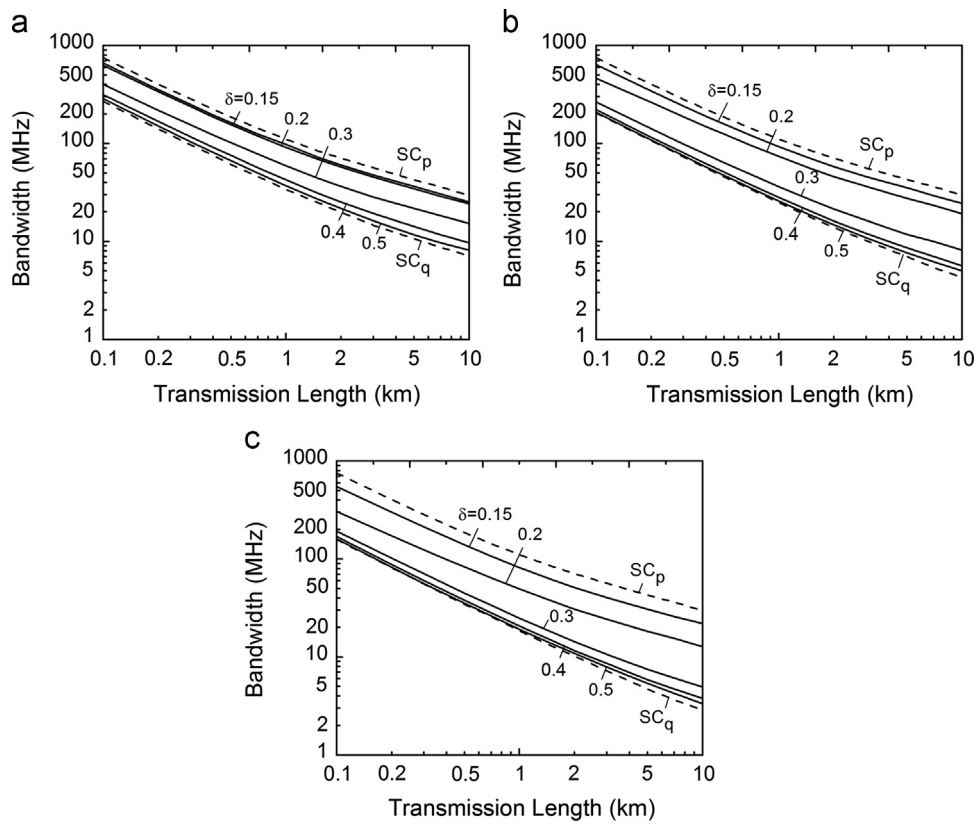 a
1000
500
200
100
50
20
10
5
2
1
Bandwidth (MHz)
δ=0.15
0.2
0.3
SCp
0.4
0.5
SCq
0.1 0.2 0.5 1 2 5 10
Transmission Length (km)
b
1000
500
200
100
50
20
10
5
2
1
Bandwidth (MHz)
δ=0.15
0.2
SCp
0.3
0.4
0.5
SCq
0.1 0.2 0.5 1 2 5 10
Transmission Length (km)
c
1000
500
200
100
50
20
10
5
2
1
Bandwidth (MHz)
δ=0.15
0.2
SCp
0.3
0.4
0.5
SCq
0.1 0.2 0.5 1 2 5 10
Transmission Length (km)